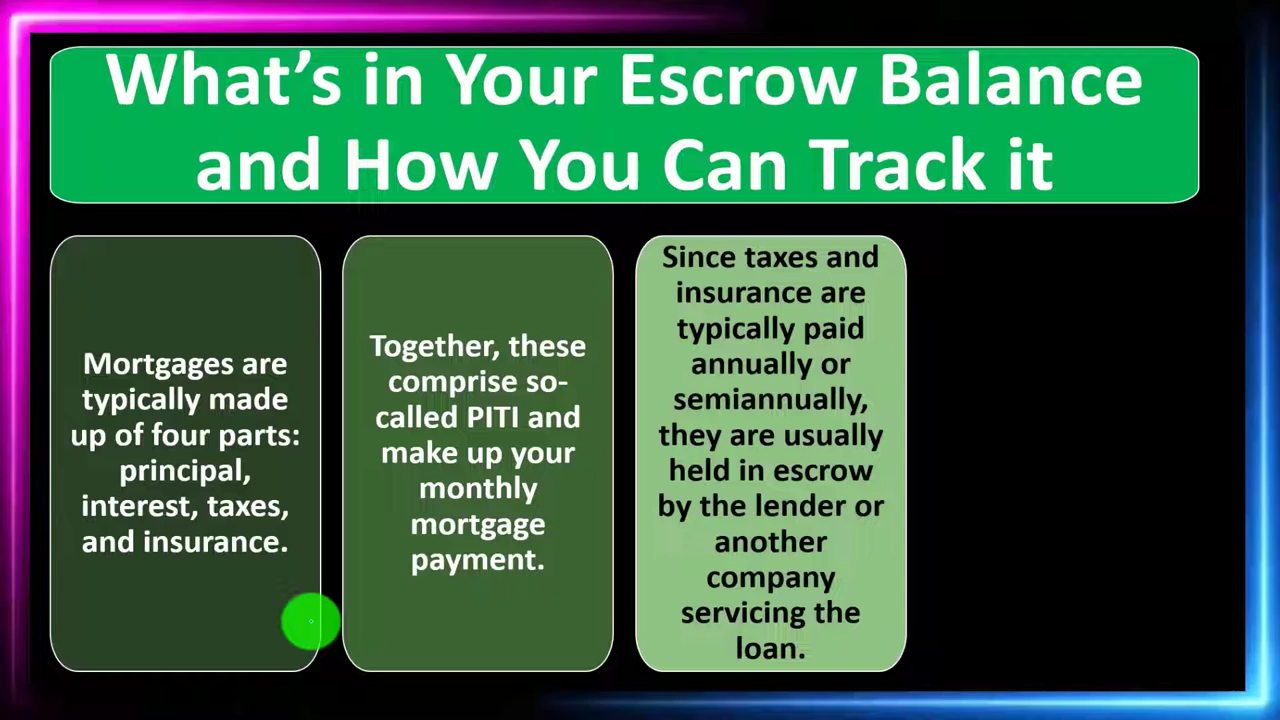 What’s in Your Escrow Balance
and How You Can Track it
Mortgages are
typically made
up of four parts:
principal,
interest, taxes,
and insurance.
Together, these
comprise so-
called PITI and
make up your
monthly
mortgage
payment.
Since taxes and
insurance are
typically paid
annually or
semiannually,
they are usually
held in escrow
by the lender or
another
company
servicing the
loan.